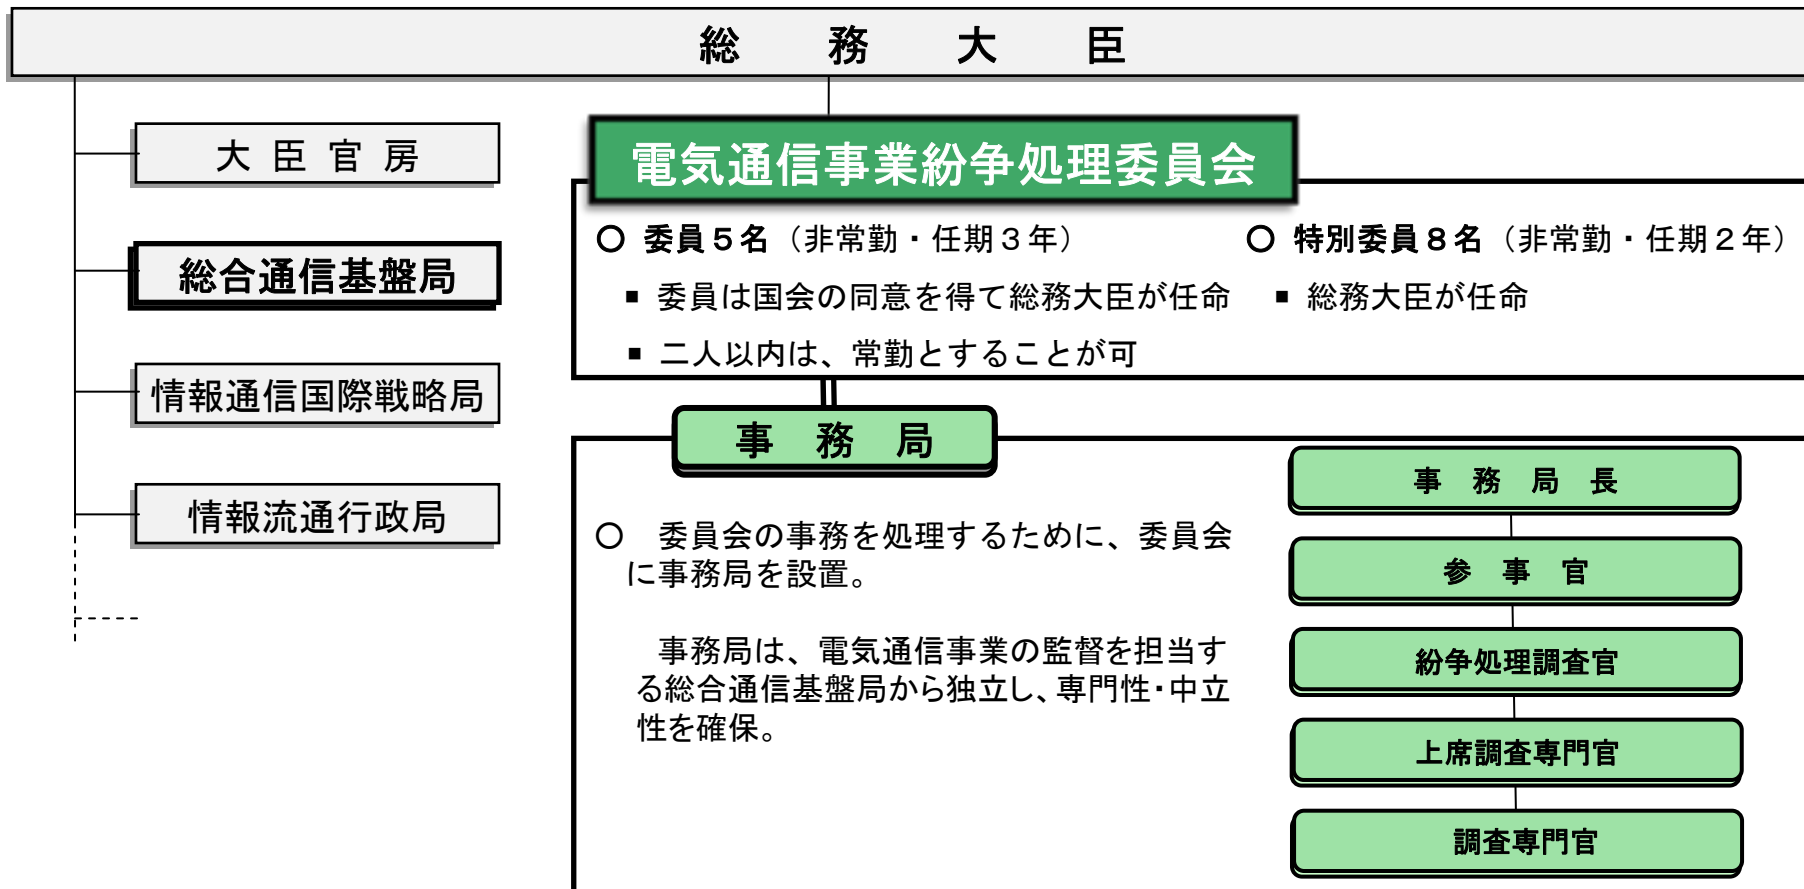 総務大臣
大臣官房
総合通信基盤局
情報通信国際戦略局
情報流通行政局
電気通信事業紛争処理委員会
○ 委員5名（非常勤・任期3年）
▪ 委員は国会の同意を得て総務大臣が任命
▪ 二人以内は、常勤とすることが可
○ 特別委員8名（非常勤・任期2年）
▪ 総務大臣が任命
事務局
○ 委員会の事務を処理するために、委員会
に事務局を設置。
事務局は、電気通信事業の監督を担当す
る総合通信基盤局から独立し、専門性・中立
性を確保。
事務局長
参事官
紛争処理調査官
上席調査専門官
調査専門官